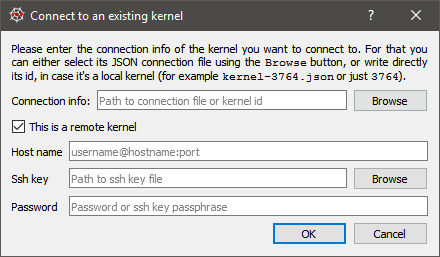 Connect to an existing kernel
?
Please enter the connection info of the kernel you want to connect to. For that you
can either select its JSON connection file using the Browse button, or write directly
its id, in case it's a local kernel (for example kernel-3764.json or just 3764).
Connection info: Path to connection file or kernel id Browse
This is a remote kernel
Host name username@hostname:port
Ssh key Path to ssh key file Browse
Password Password or ssh key passphrase
OK Cancel